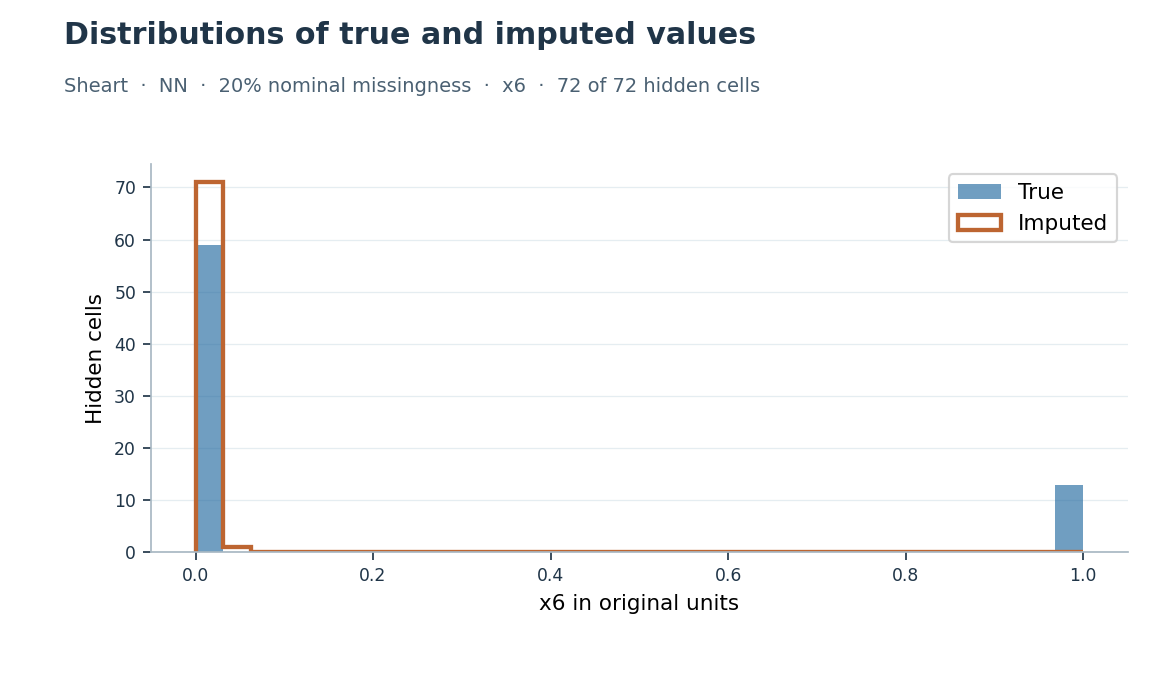 Distributions of true and imputed values
Sheart · NN · 20% nominal missingness · x6 · 72 of 72 hidden cells
True
Imputed
Hidden cells
70
60
50
40
30
20
10
0
0.0 0.2 0.4 0.6 0.8 1.0
x6 in original units